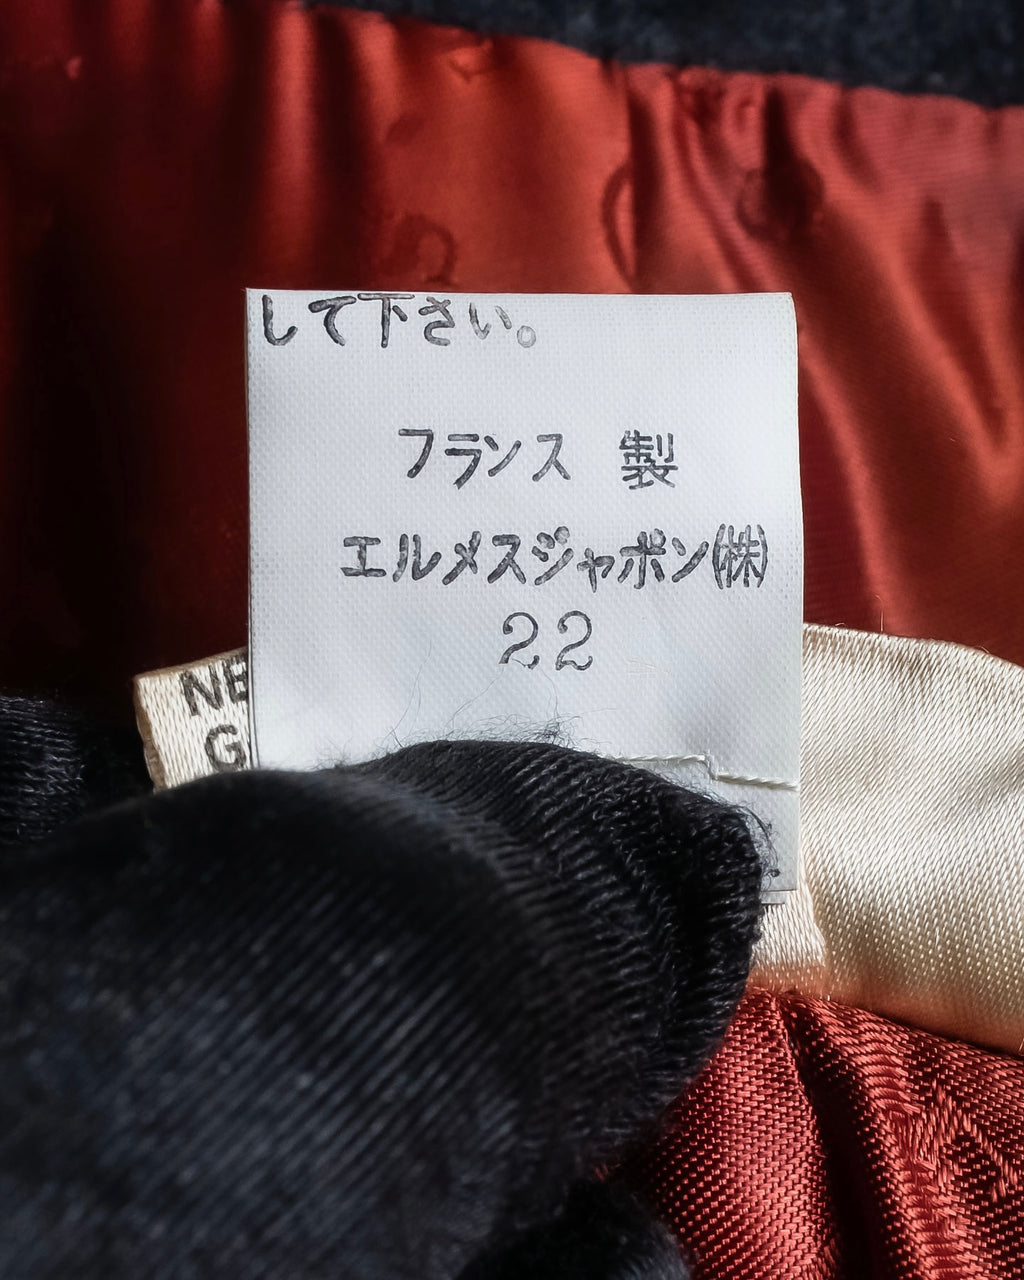 して下さい。
フランス 製
エルメスジャポン㈱
22
NE
G